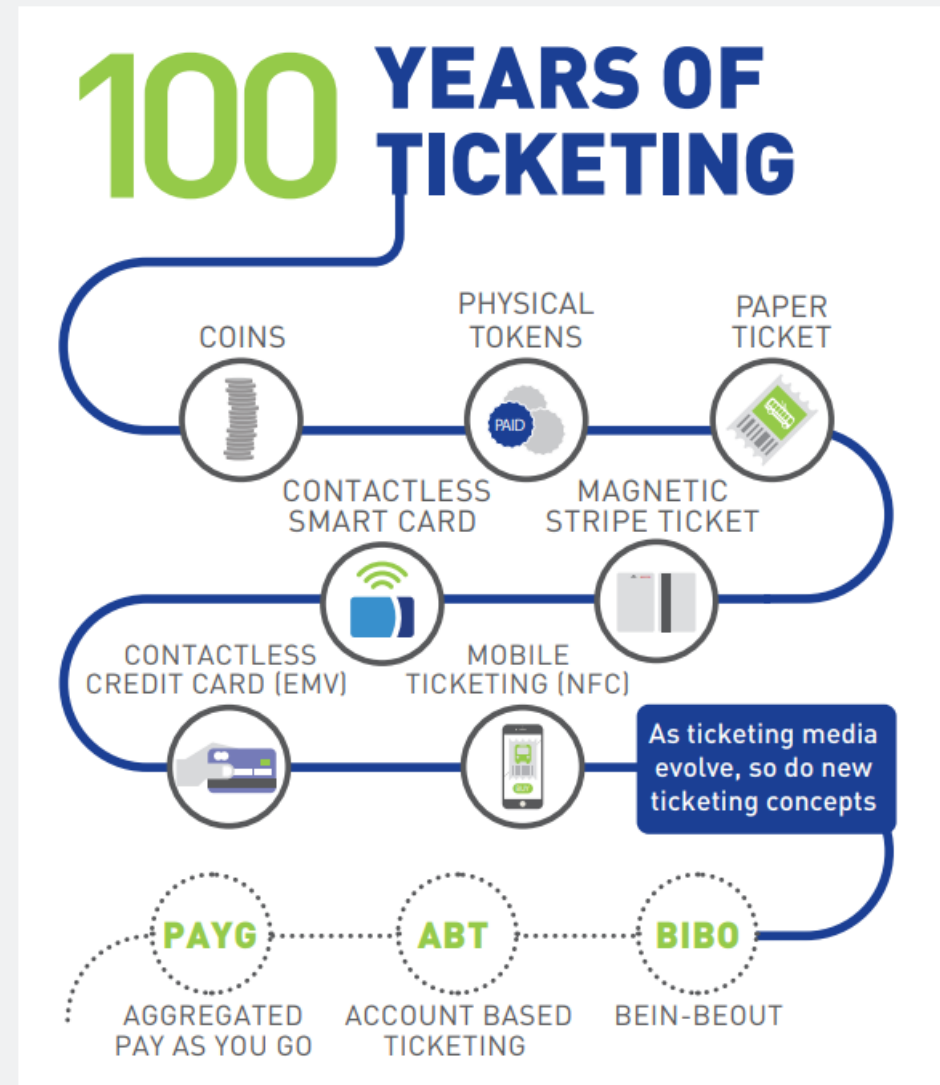 100 YEARS OF
TICKETING
COINS
PHYSICAL
TOKENS
PAID
PAPER
TICKET
MAGNETIC
STRIPE TICKET
CONTACTLESS
SMART CARD
CONTACTLESS
CREDIT CARD (EMV)
MOBILE
TICKETING (NFC)
BUY
As ticketing media
evolve, so do new
ticketing concepts
BIBO
BEIN-BEOUT
ABT
ACCOUNT BASED
TICKETING
PAYG
AGGREGATED
PAY AS YOU GO